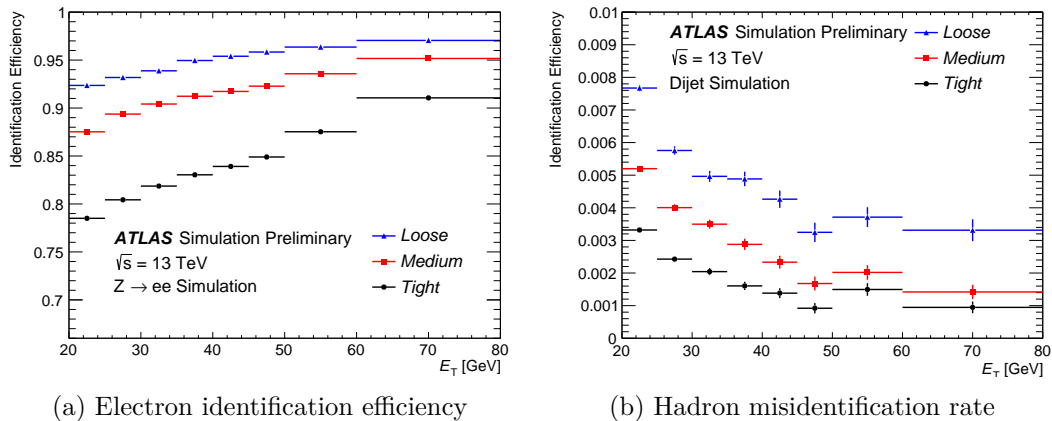 Identification Efficiency
1
0.95
0.9
0.85
0.8
0.75
0.7
ATLAS Simulation Preliminary
√s = 13 TeV
Z → ee Simulation
Loose
Medium
Tight
20 30 40 50 60 70 80
E_T [GeV]
(a) Electron identification efficiency
Identification Efficiency
0.01
0.009
0.008
0.007
0.006
0.005
0.004
0.003
0.002
0.001
0
ATLAS Simulation Preliminary
√s = 13 TeV
Dijet Simulation
Loose
Medium
Tight
20 30 40 50 60 70 80
E_T [GeV]
(b) Hadron misidentification rate